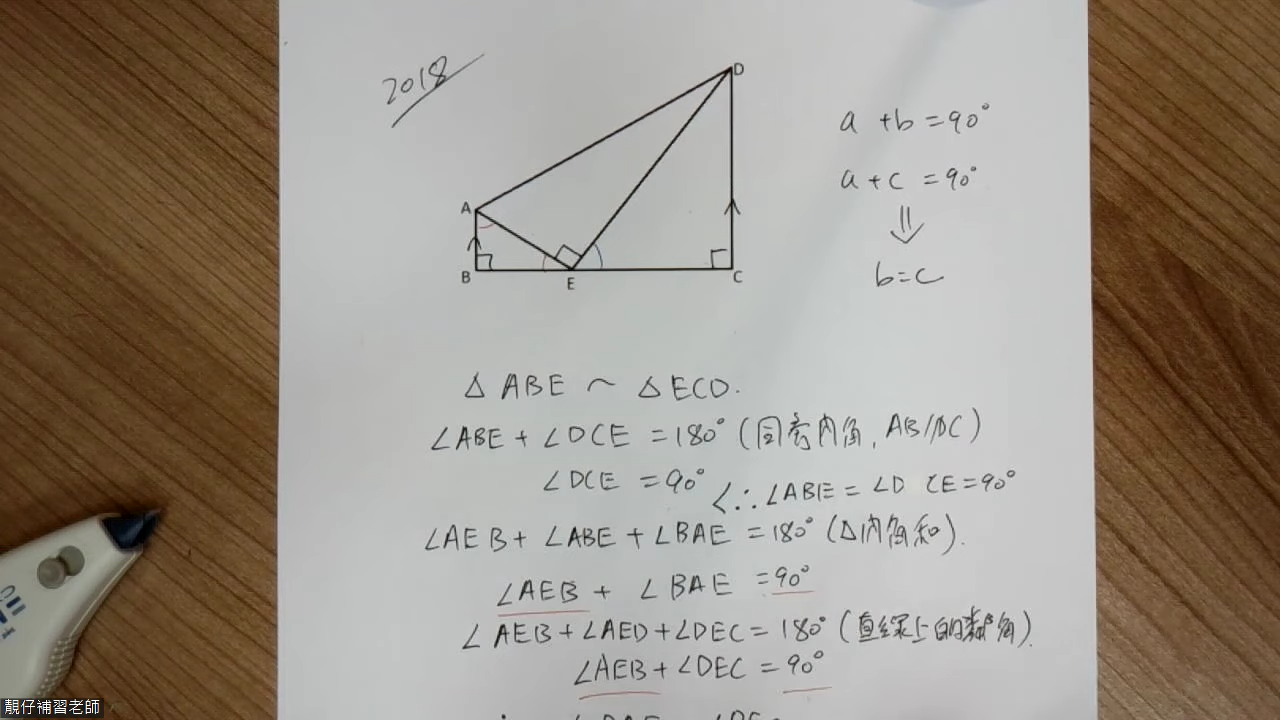 2018
D
A
B
E
C
a + b = 90°
a + c = 90°
⇓
b = c
△ ABE ~ △ ECD.
∠ABE + ∠DCE = 180° (同旁內角, AB//DC)
∠DCE = 90°
∴ ∠ABE = ∠DCE = 90°
∠AEB + ∠ABE + ∠BAE = 180° (△內角和).
∠AEB + ∠BAE = 90°
∠AEB + ∠AED + ∠DEC = 180° (直綫上的鄰角).
∠AEB + ∠DEC = 90°
靚仔補習老師